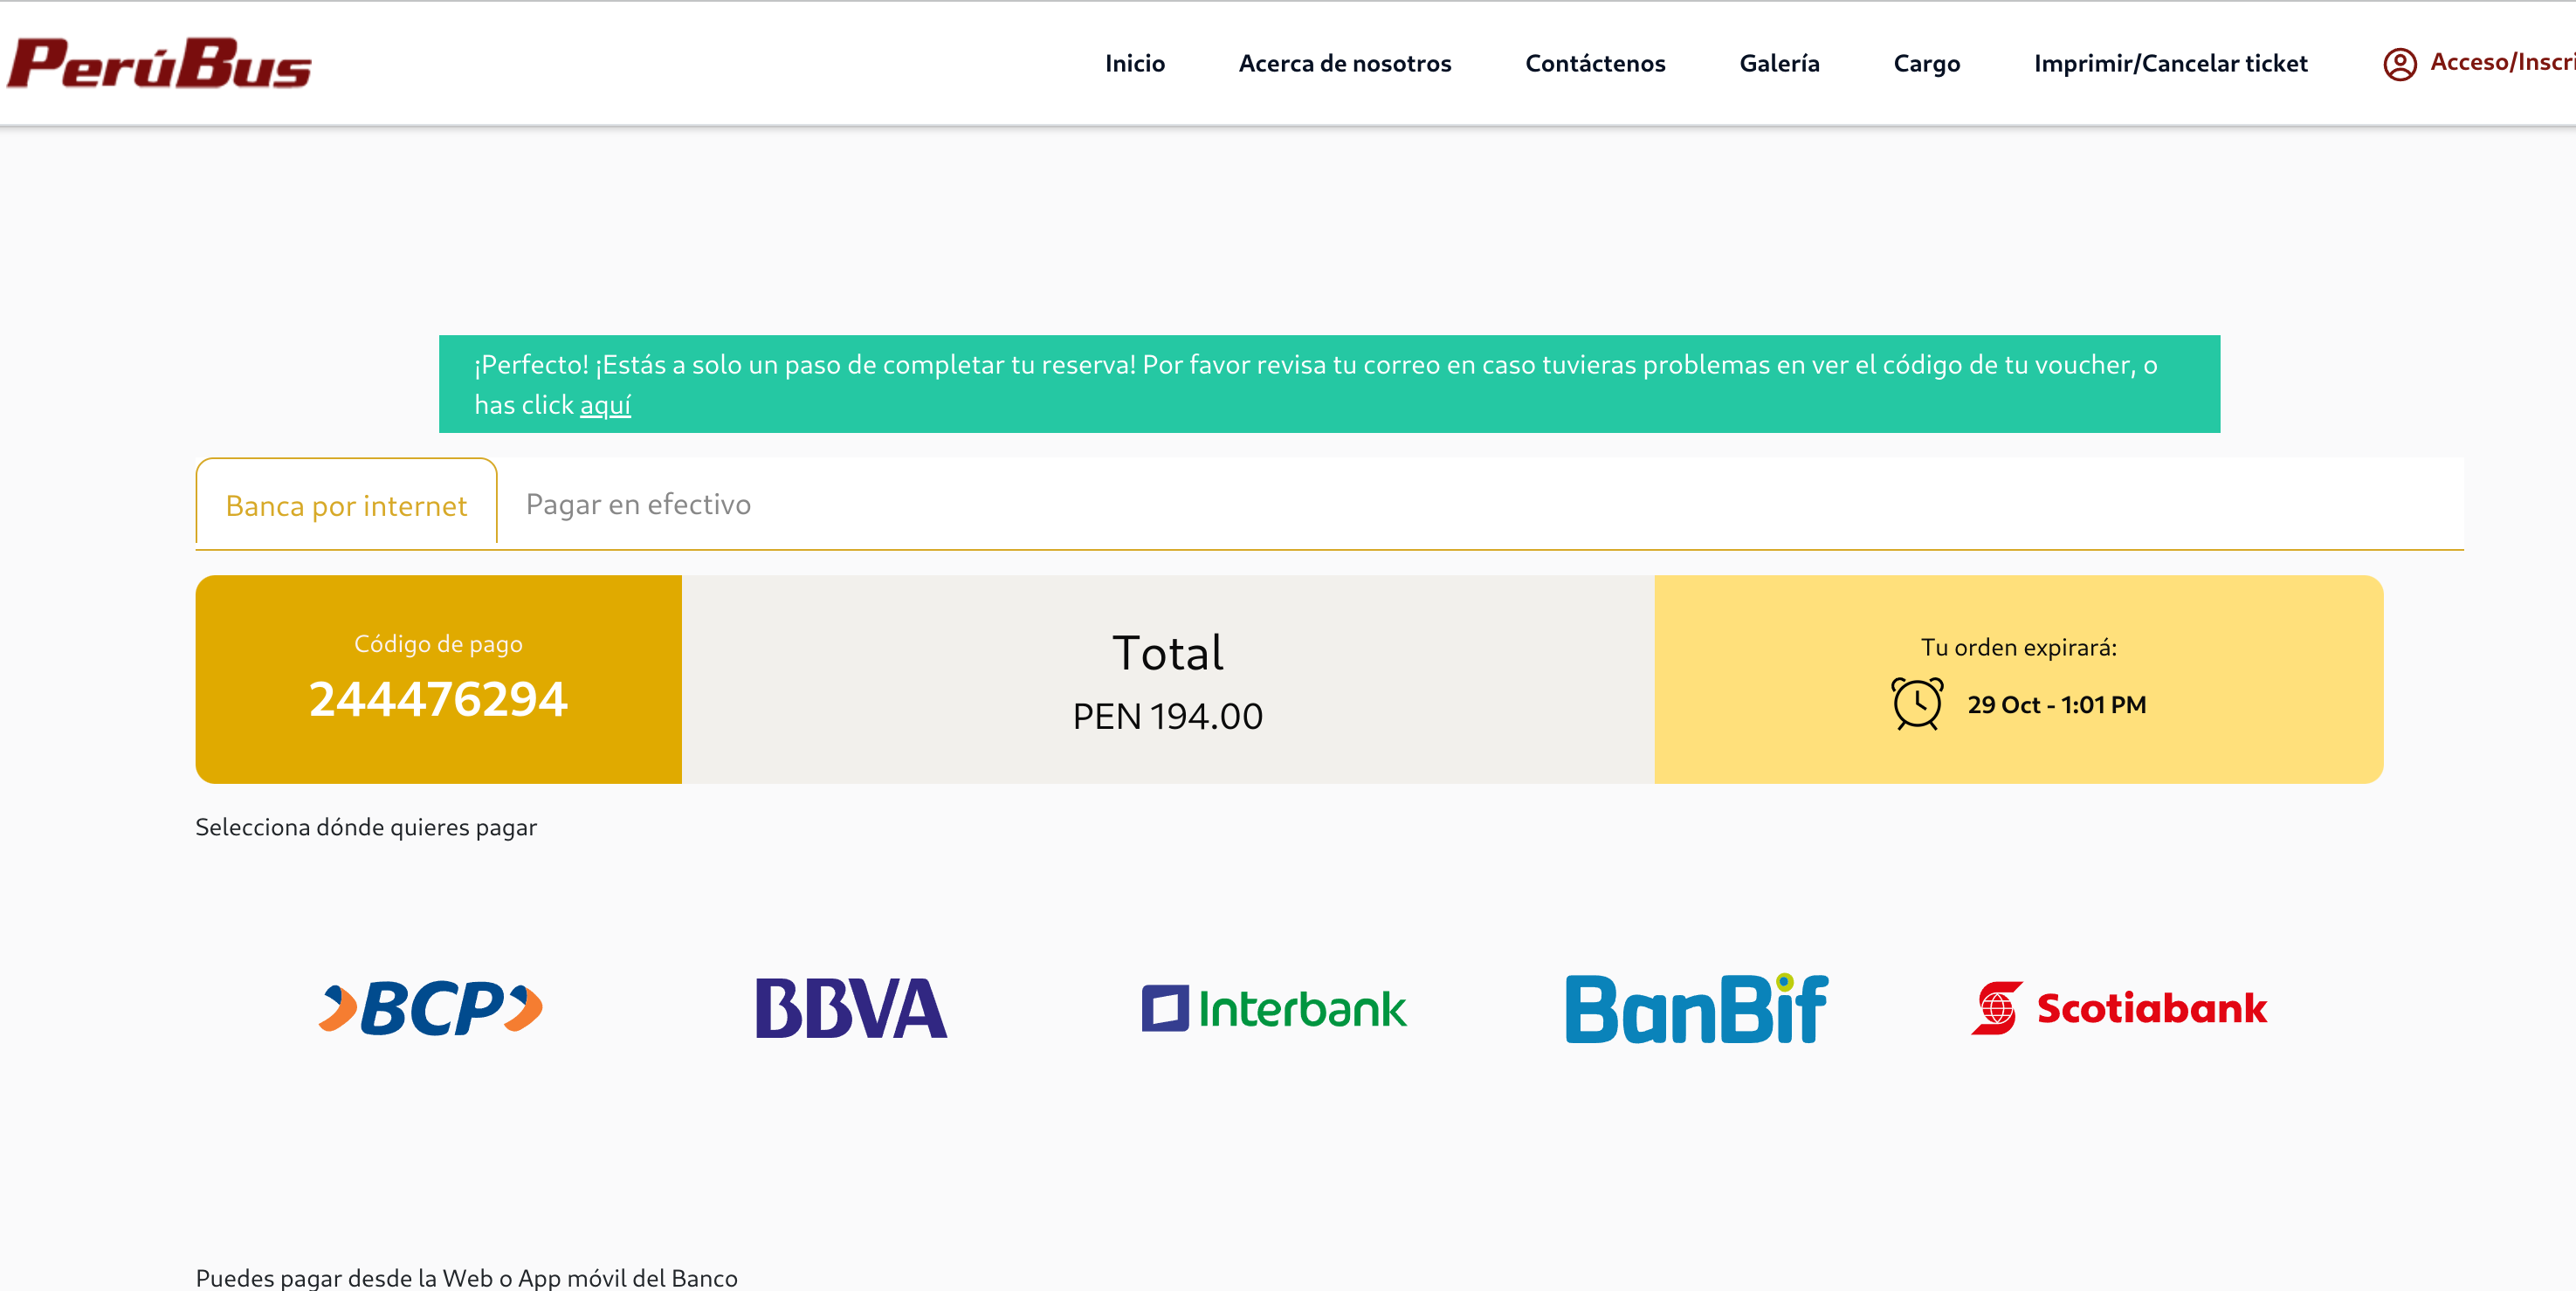 PerúBus
Inicio
Acerca de nosotros
Contáctenos
Galería
Cargo
Imprimir/Cancelar ticket
Acceso/Inscri
¡Perfecto! ¡Estás a solo un paso de completar tu reserva! Por favor revisa tu correo en caso tuvieras problemas en ver el código de tu voucher, o
has click aquí
Banca por internet
Pagar en efectivo
Código de pago
244476294
Total
PEN 194.00
Tu orden expirará:
29 Oct - 1:01 PM
Selecciona dónde quieres pagar
BCP
BBVA
Interbank
BanBif
Scotiabank
Puedes pagar desde la Web o App móvil del Banco